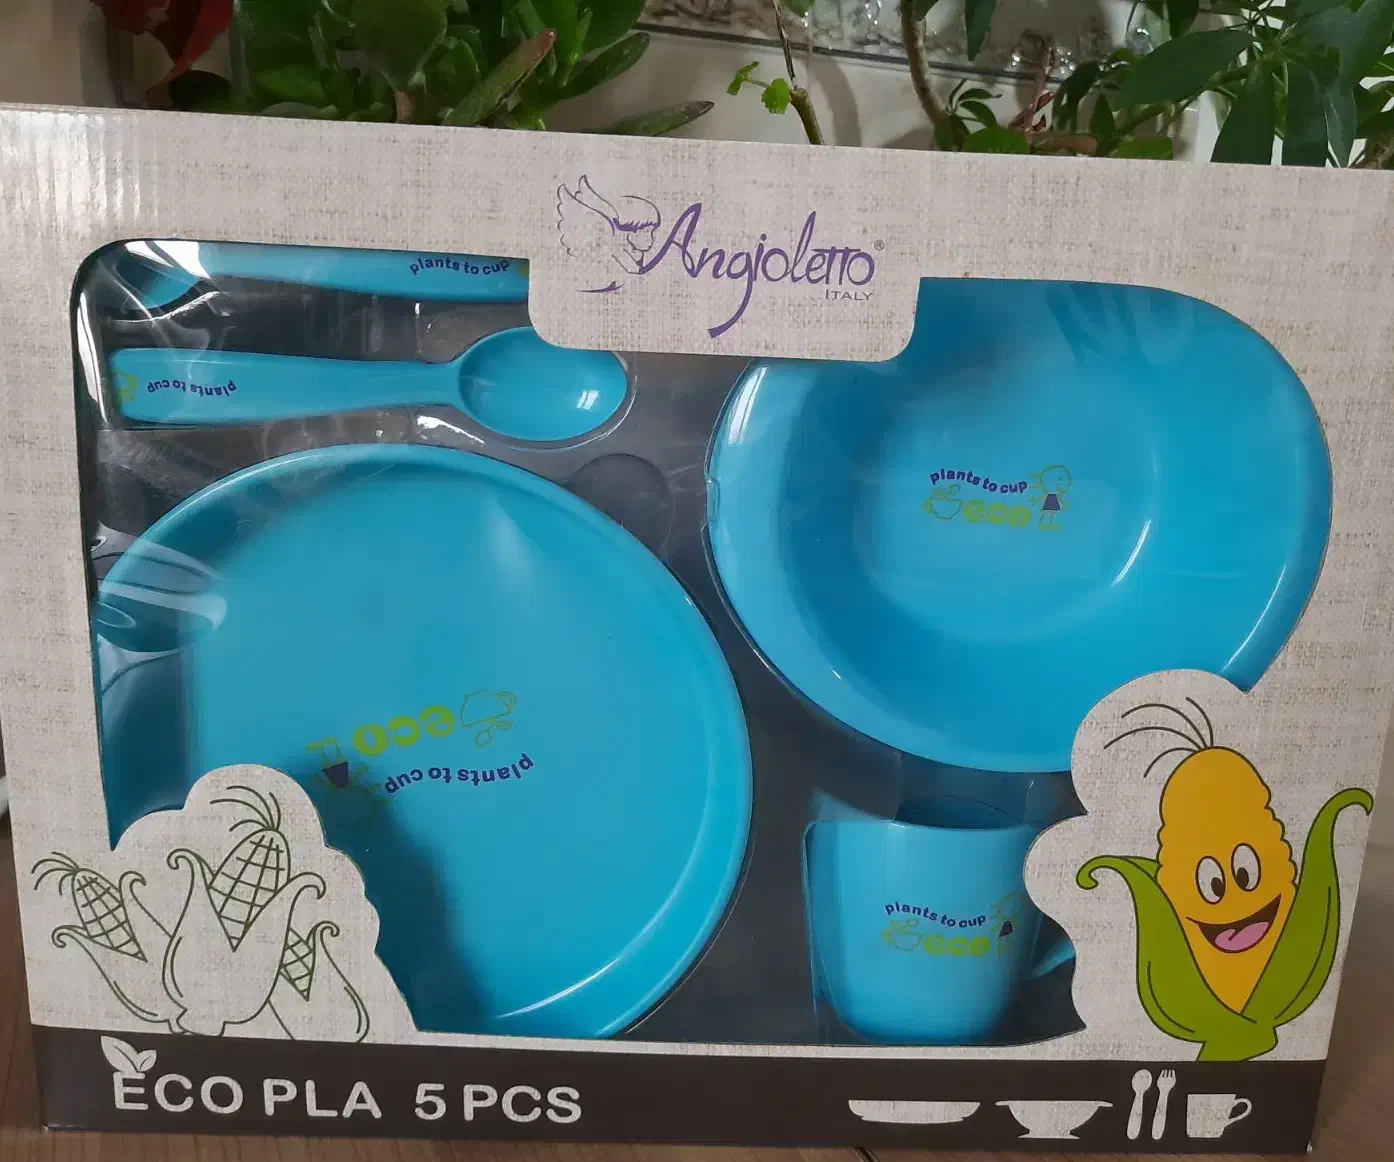 Angioletto®
ITALY
plants to cup
plants to cup
plants to cup
eco
eco
plants to cup
plants to cup
eco
ECO PLA 5 PCS